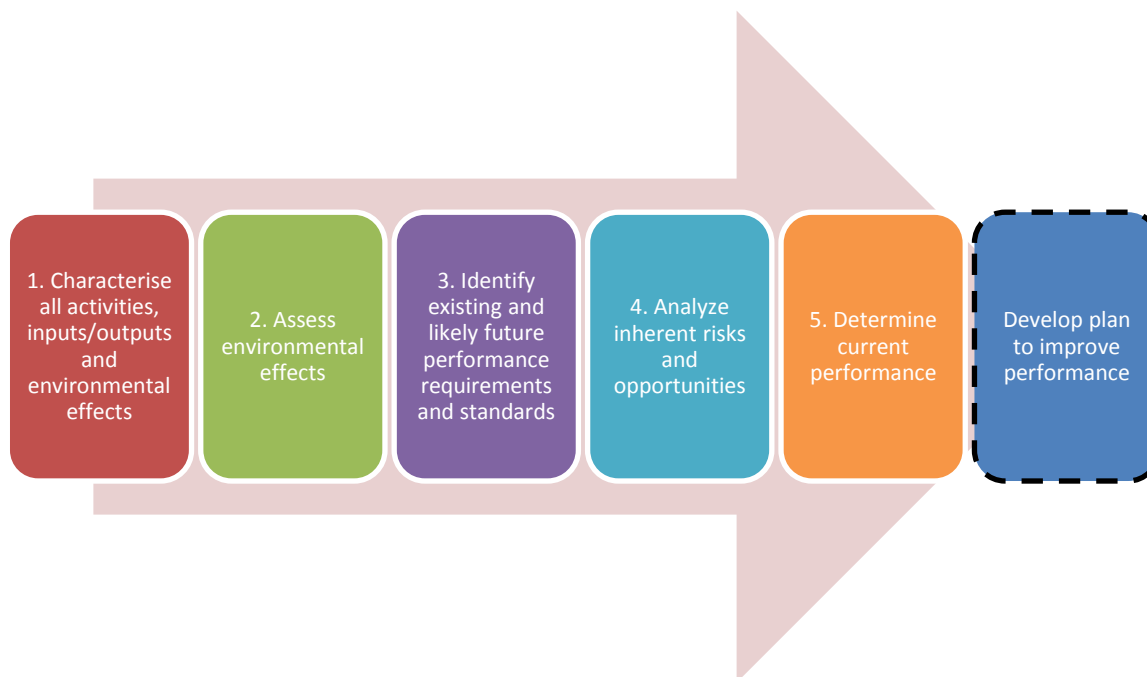 1. Characterise
all activities,
inputs/outputs
and
environmental
effects
2. Assess
environmental
effects
3. Identify
existing and
likely future
performance
requirements
and standards
4. Analyze
inherent risks
and
opportunities
5. Determine
current
performance
Develop plan
to improve
performance